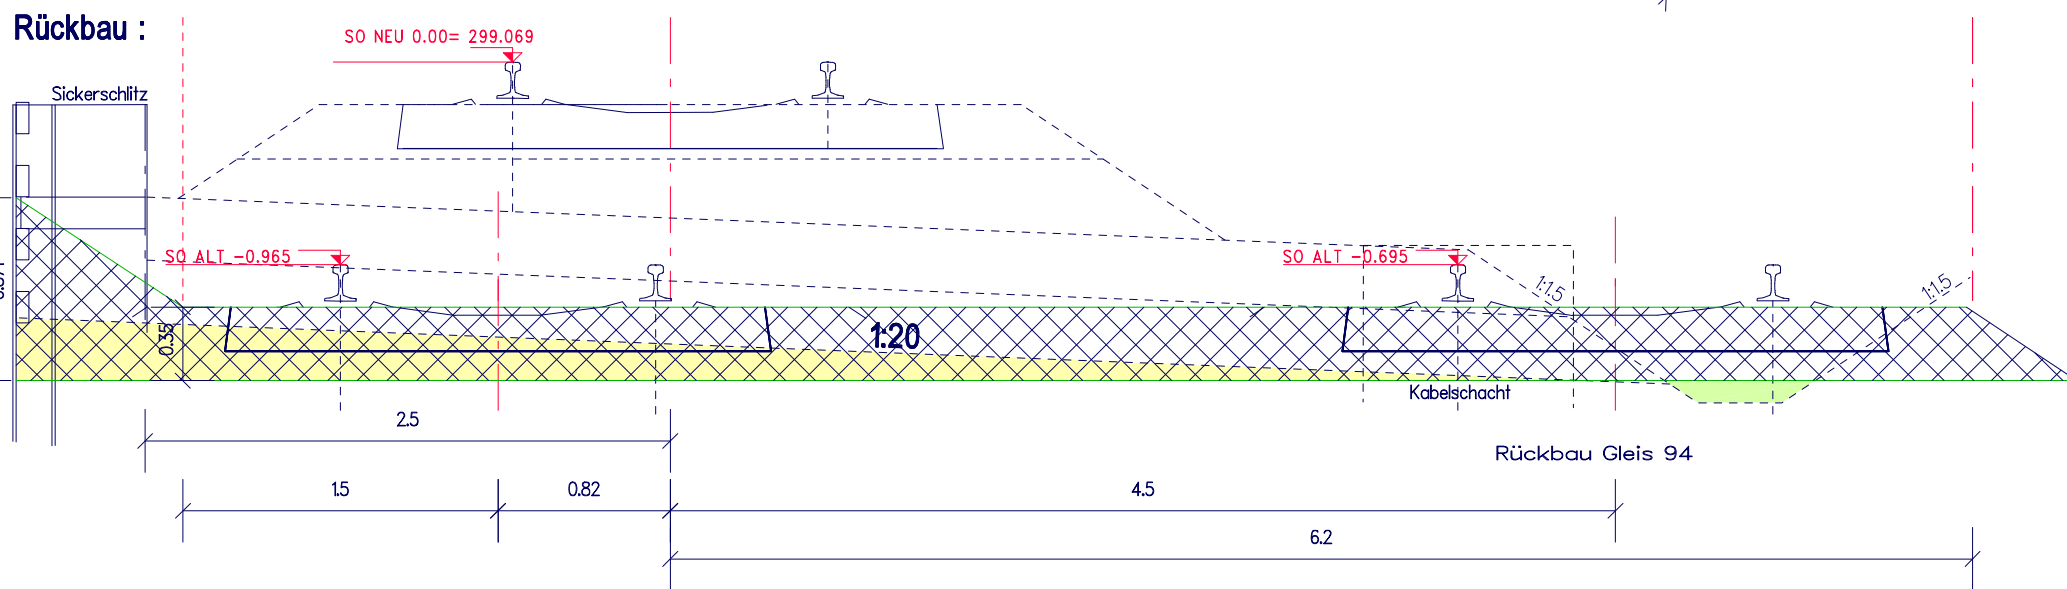 Rückbau :
SO NEU 0.00= 299.069
Sickerschlitz
SO ALT -0.965
SO ALT -0.695
1:1.5
1:1.5
0.35
1:20
Kabelschacht
2.5
Rückbau Gleis 94
1.5
0.82
4.5
6.2